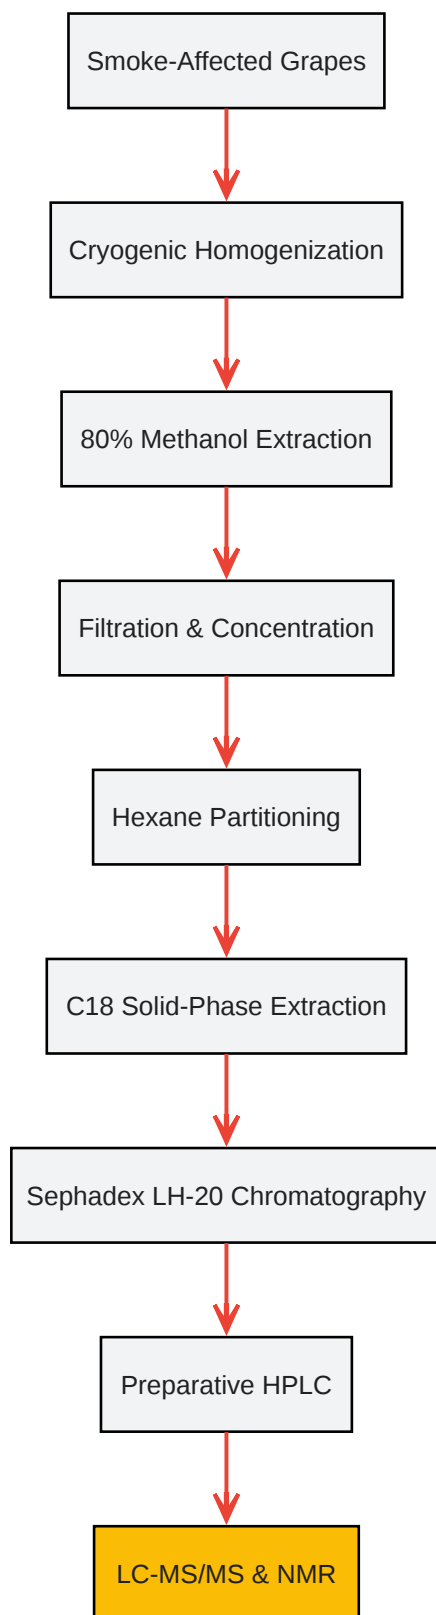 Smoke-Affected Grapes
Cryogenic Homogenization
80% Methanol Extraction
Filtration & Concentration
Hexane Partitioning
C18 Solid-Phase Extraction
Sephadex LH-20 Chromatography
Preparative HPLC
LC-MS/MS & NMR